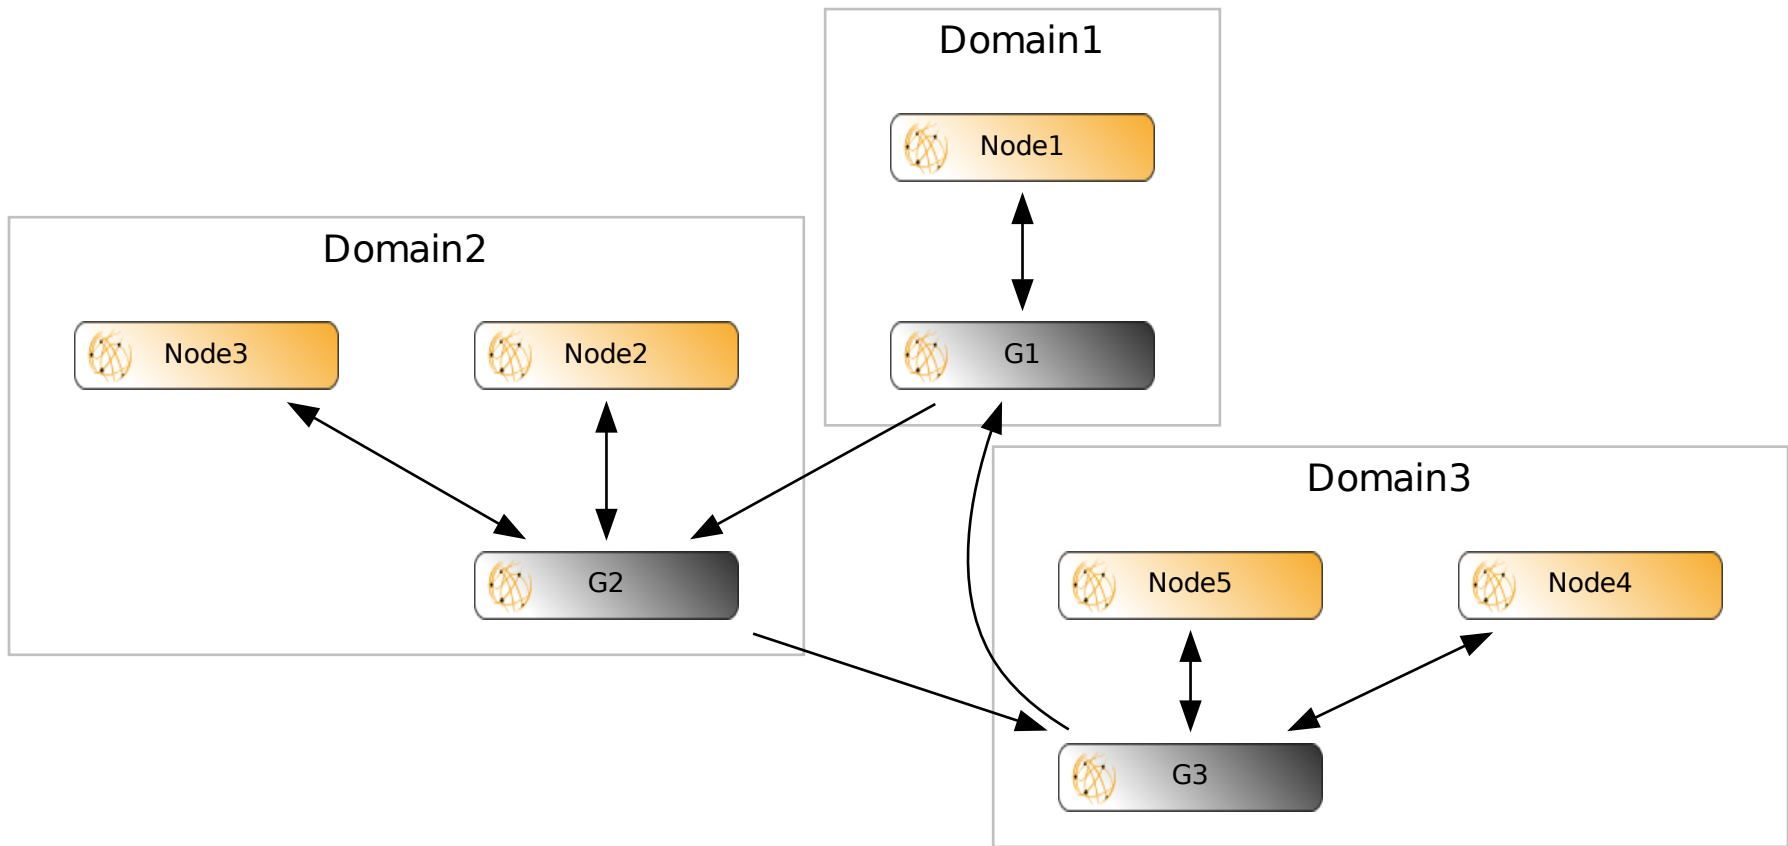 Domain1
Node1
G1
Domain2
Node3
Node2
G2
Domain3
Node5
Node4
G3